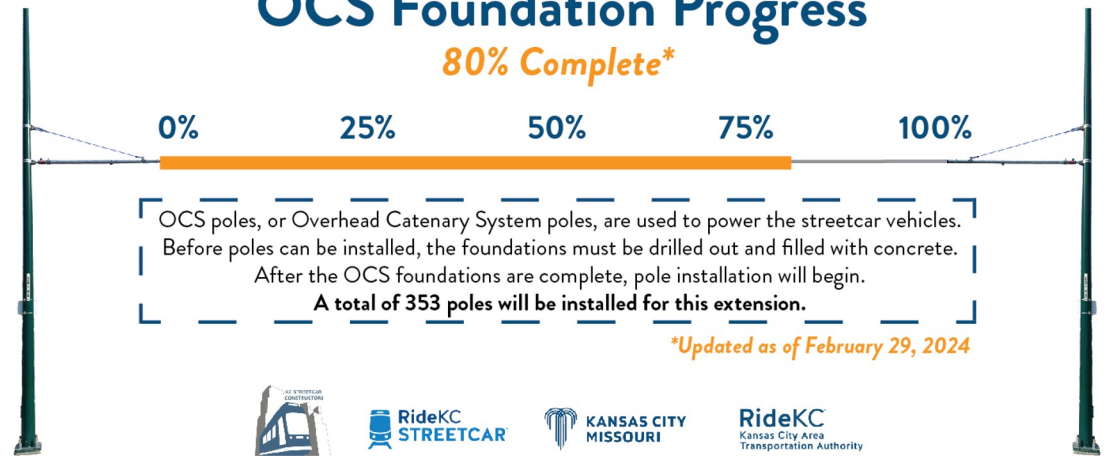 OCS Foundation Progress
80% Complete*
0% 25% 50% 75% 100%
OCS poles, or Overhead Catenary System poles, are used to power the streetcar vehicles.
Before poles can be installed, the foundations must be drilled out and filled with concrete.
After the OCS foundations are complete, pole installation will begin.
A total of 353 poles will be installed for this extension.
*Updated as of February 29, 2024
KC STREETCAR
CONSTRUCTORS
RideKC
STREETCAR
KANSAS CITY
MISSOURI
RideKC
Kansas City Area
Transportation Authority